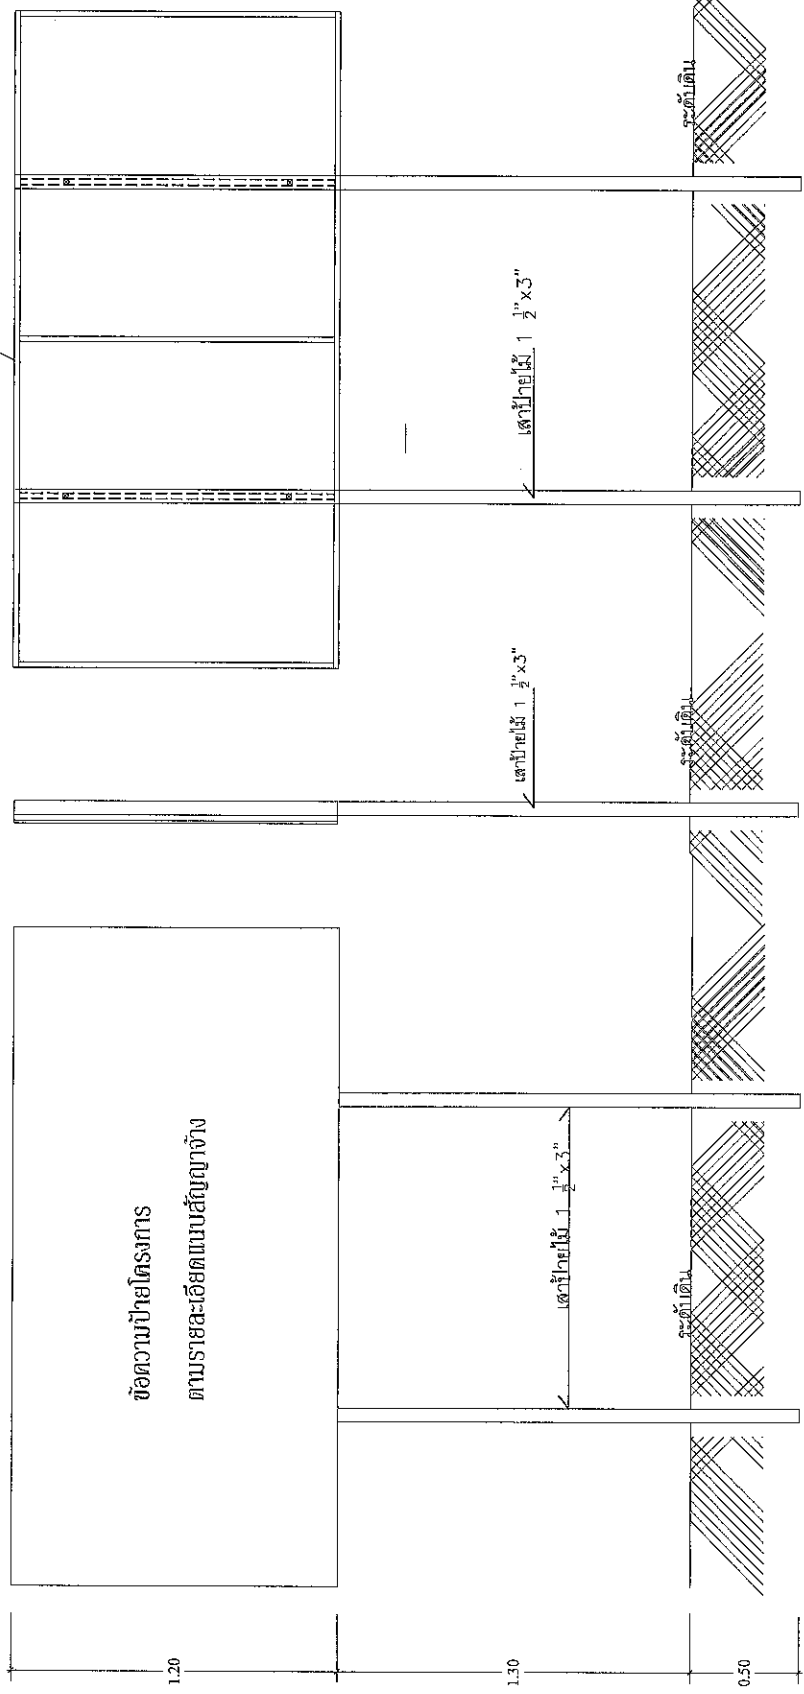 ข้อความป้ายโครงการ
ตามรายละเอียดแนบสัญญาจ้าง
เสาป้ายไม้ 1 1/2"x3"
ระดับดิน
เสาป้ายไม้ 1 1/2"x3"
ระดับดิน
เสาป้ายไม้ 1 1/2"x3"
ระดับดิน
1.20
1.30
0.50